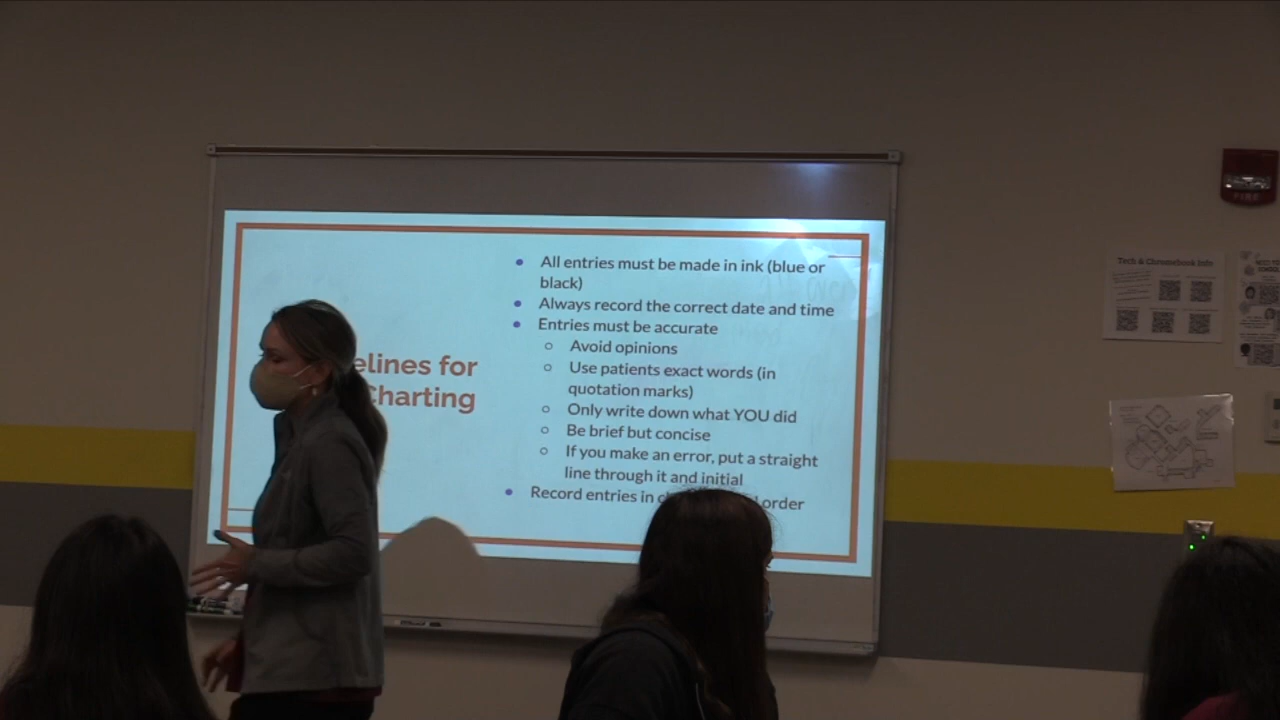 elines for
Charting
All entries must be made in ink (blue or
black)
Always record the correct date and time
Entries must be accurate
Avoid opinions
Use patients exact words (in
quotation marks)
Only write down what YOU did
Be brief but concise
If you make an error, put a straight
line through it and initial
Record entries in order
Tech & Chromebook Info
FIRE